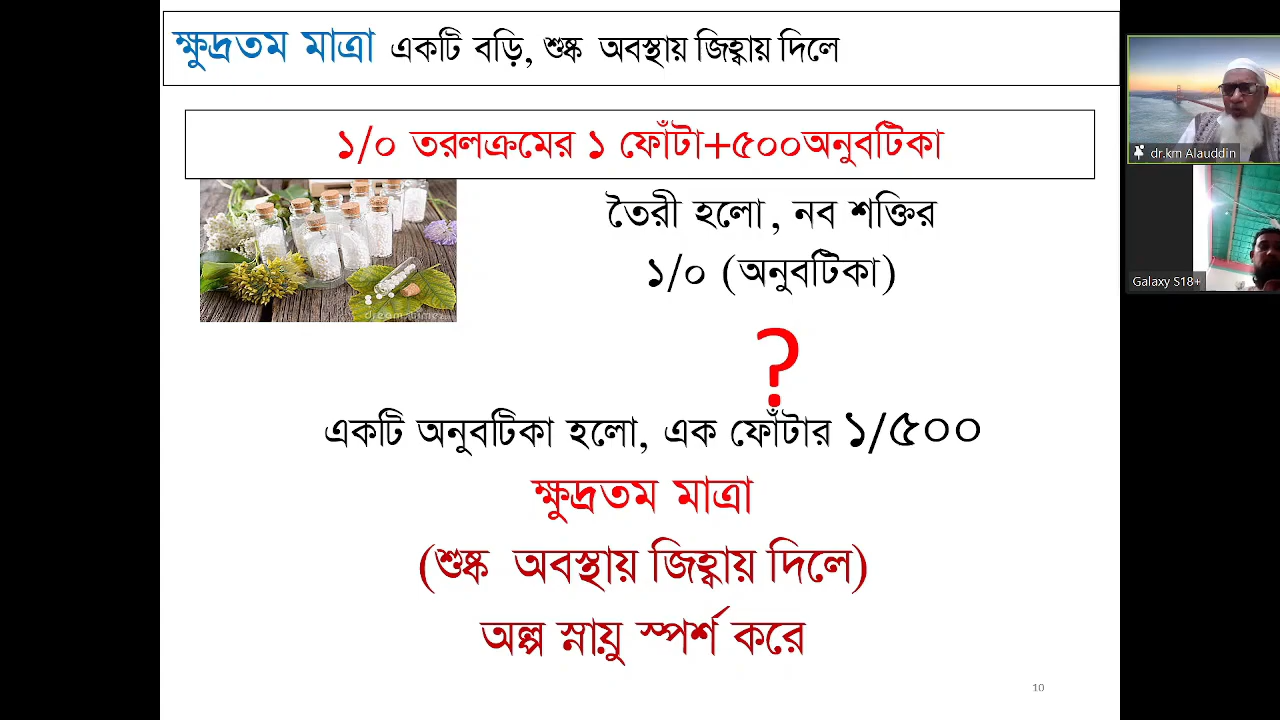 ক্ষুদ্রতম মাত্রা একটি বড়ি, শুষ্ক অবস্থায় জিহ্বায় দিলে
১/০ তরলক্রমের ১ ফোঁটা+৫০০অনুবটিকা
তৈরী হলো, নব শক্তির
১/০ (অনুবটিকা)
?
একটি অনুবটিকা হলো, এক ফোঁটার ১/৫০০
ক্ষুদ্রতম মাত্রা
(শুষ্ক অবস্থায় জিহ্বায় দিলে)
অল্প স্নায়ু স্পর্শ করে
10
dr.km Alauddin
Galaxy S18+